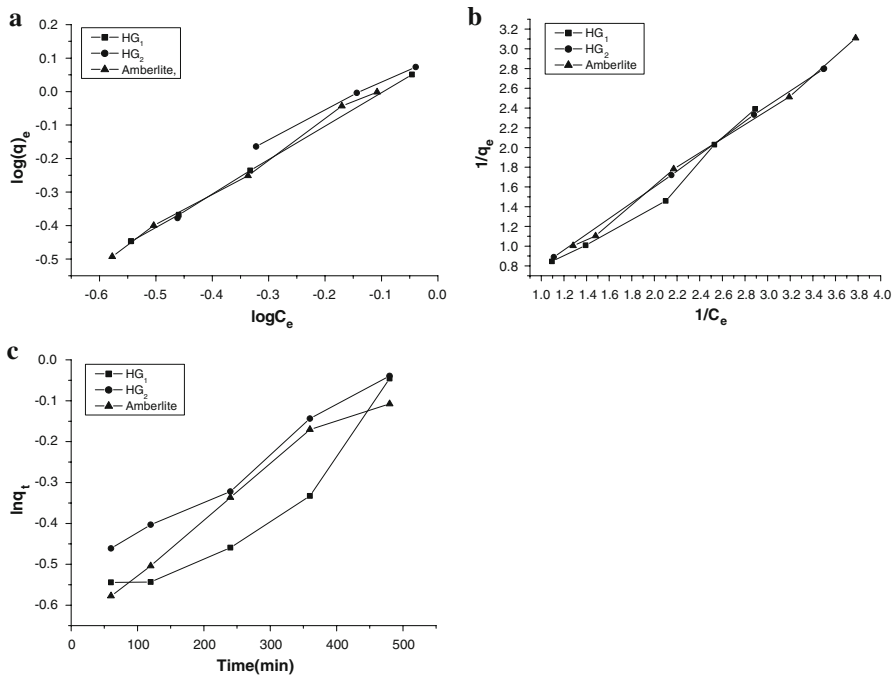 a
HG1
HG2
Amberlite,
0.2
0.1
0.0
-0.1
-0.2
-0.3
-0.4
-0.5
log(q)e
-0.6 -0.5 -0.4 -0.3 -0.2 -0.1 0.0
logCe
b
HG1
HG2
Amberlite
3.2
3.0
2.8
2.6
2.4
2.2
2.0
1.8
1.6
1.4
1.2
1.0
0.8
1/qe
1.0 1.2 1.4 1.6 1.8 2.0 2.2 2.4 2.6 2.8 3.0 3.2 3.4 3.6 3.8 4.0
1/Ce
c
HG1
HG2
Amberlite
0.0
-0.1
-0.2
-0.3
-0.4
-0.5
-0.6
lnqt
0 100 200 300 400 500
Time(min)